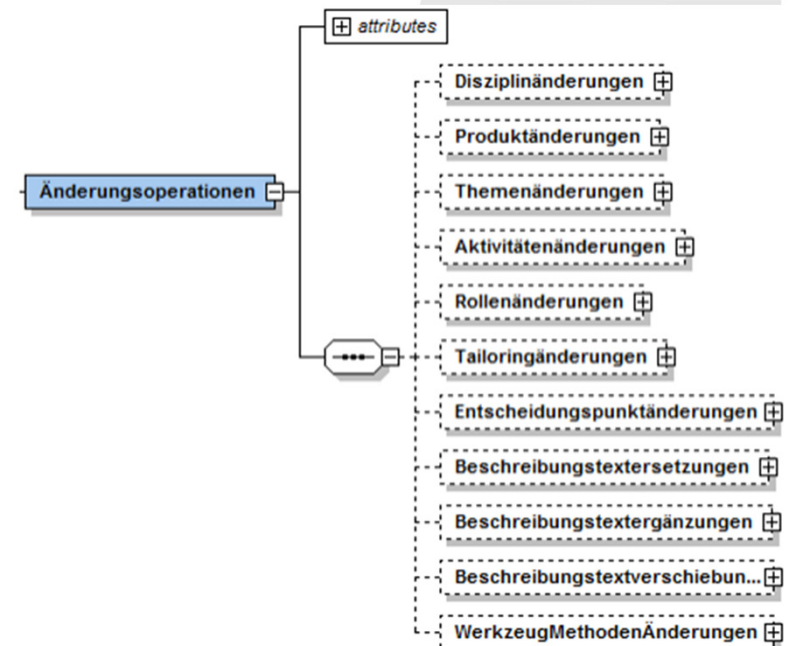 attributes
Disziplinänderungen
Produktänderungen
Änderungsoperationen
Themenänderungen
Aktivitätenänderungen
Rollenänderungen
Tailoringänderungen
Entscheidungspunktänderungen
Beschreibungstextersetzungen
Beschreibungstextergänzungen
Beschreibungstextverschiebun...
WerkzeugMethodenÄnderungen